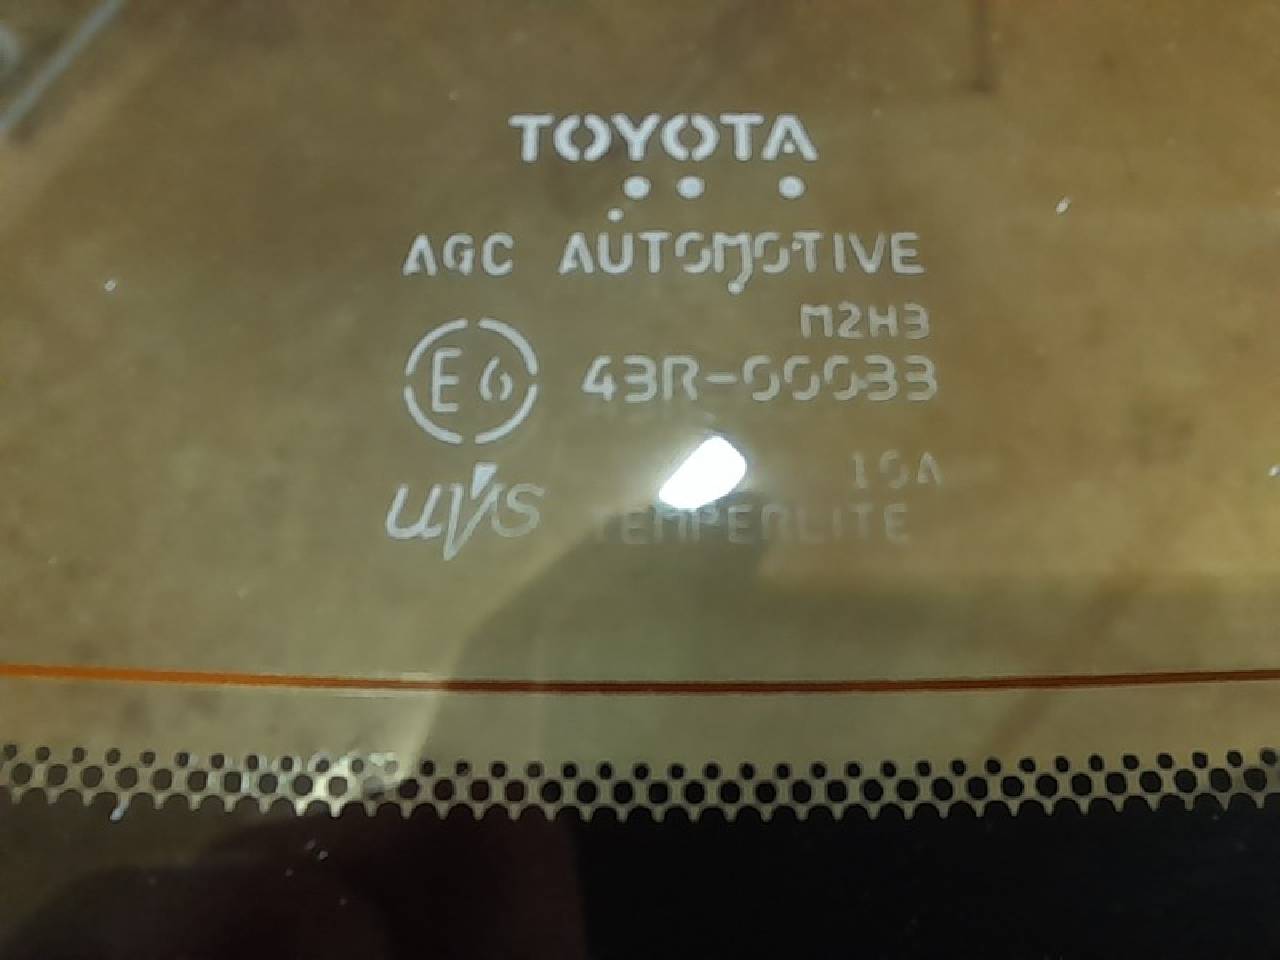 TOYOTA
AGC AUTOMOTIVE
M2H3
E6 43R-00033
10A
UVS TEMPERLITE